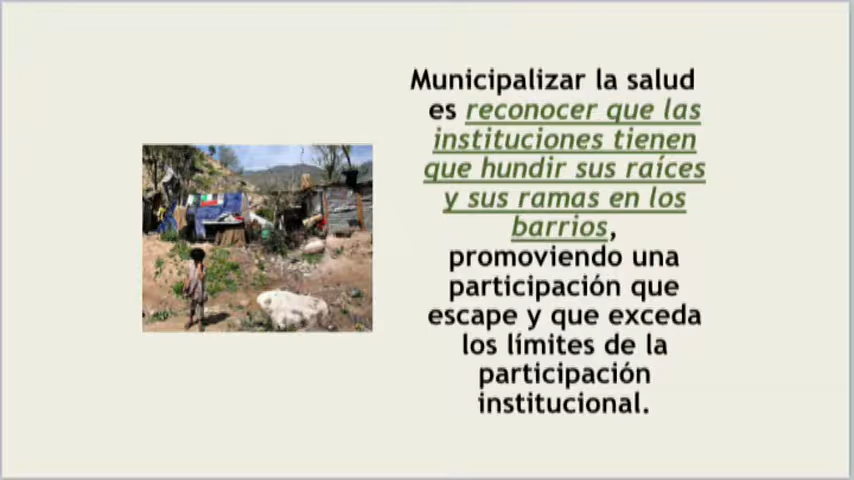 Municipalizar la salud
es reconocer que las
instituciones tienen
que hundir sus raíces
y sus ramas en los
barrios,
promoviendo una
participación que
escape y que exceda
los límites de la
participación
institucional.